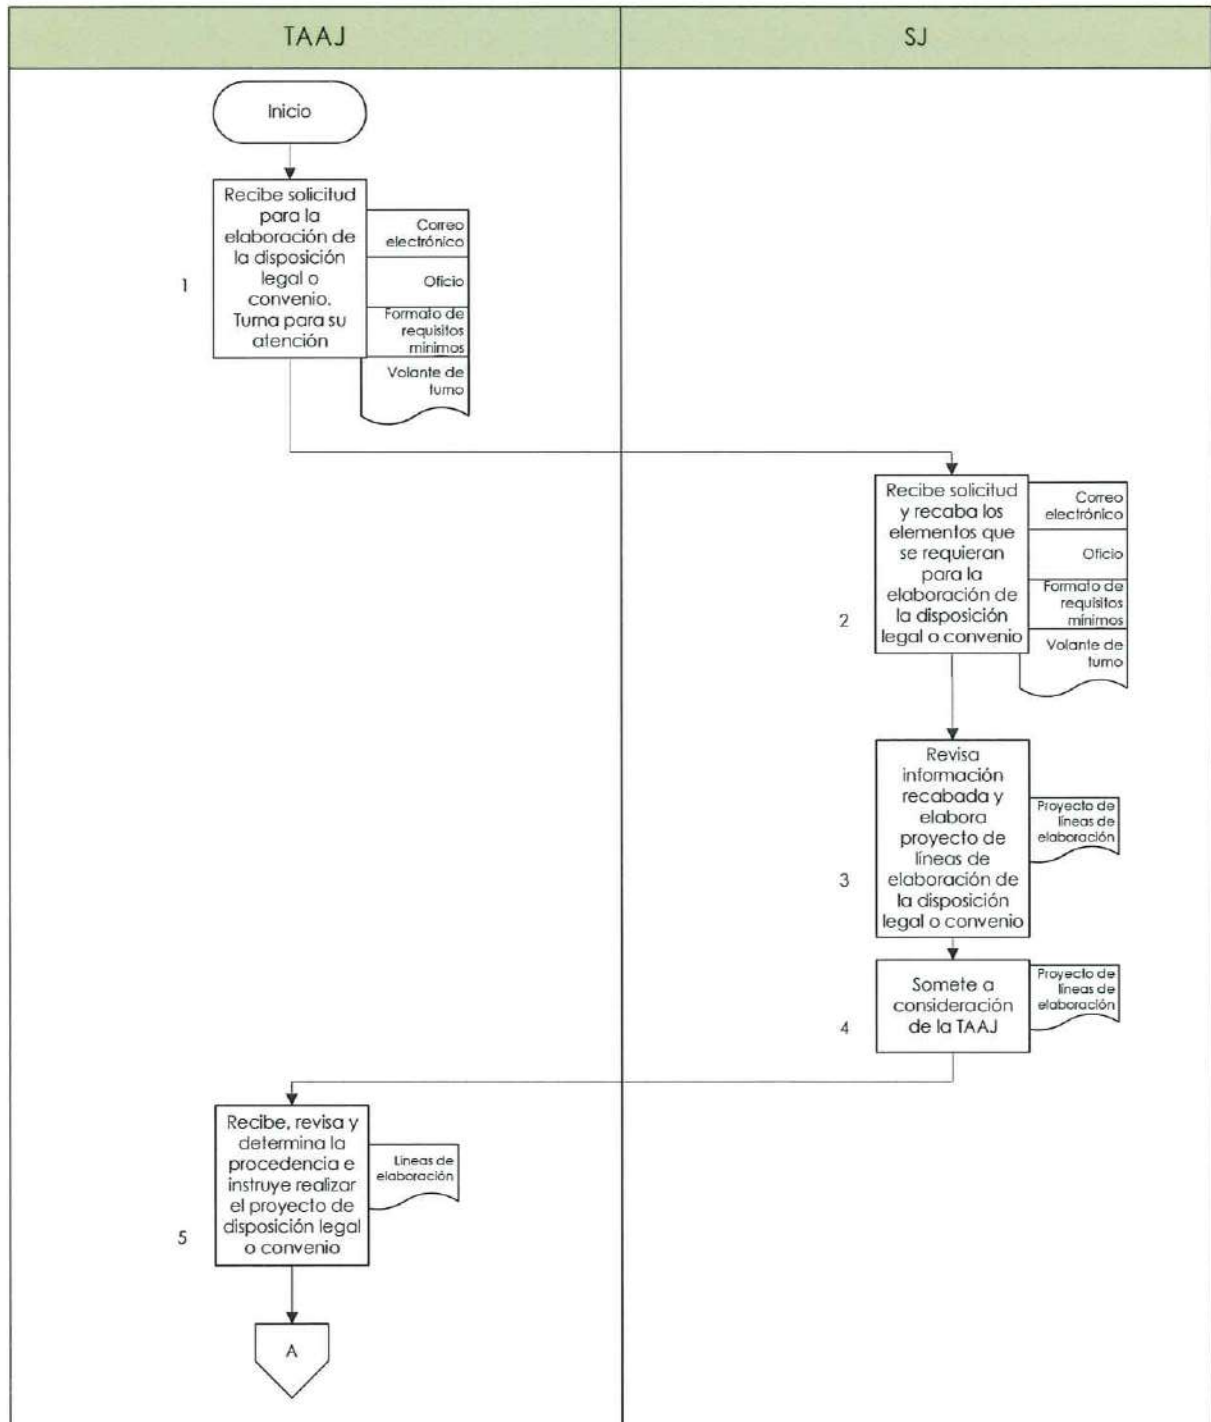 TAAJ
SJ
Inicio
Recibe solicitud
para la
elaboración de
la disposición
legal o
convenio.
Turna para su
atención
1
Correo
electrónico
Oficio
Formato de
requisitos
mínimos
Volante de
turno
Recibe solicitud
y recaba los
elementos que
se requieran
para la
elaboración de
la disposición
legal o convenio
2
Correo
electrónico
Oficio
Formato de
requisitos
mínimos
Volante de
turno
Revisa
información
recabada y
elabora
proyecto de
líneas de
elaboración de
la disposición
legal o convenio
3
Proyecto de
líneas de
elaboración
Somete a
consideración
de la TAAJ
4
Proyecto de
líneas de
elaboración
Recibe, revisa y
determina la
procedencia e
instruye realizar
el proyecto de
disposición legal
o convenio
5
Líneas de
elaboración
A